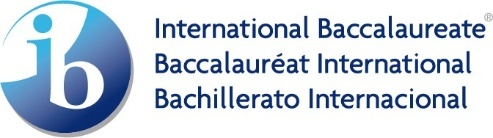 ib
International Baccalaureate®
Baccalauréat International
Bachillerato Internacional